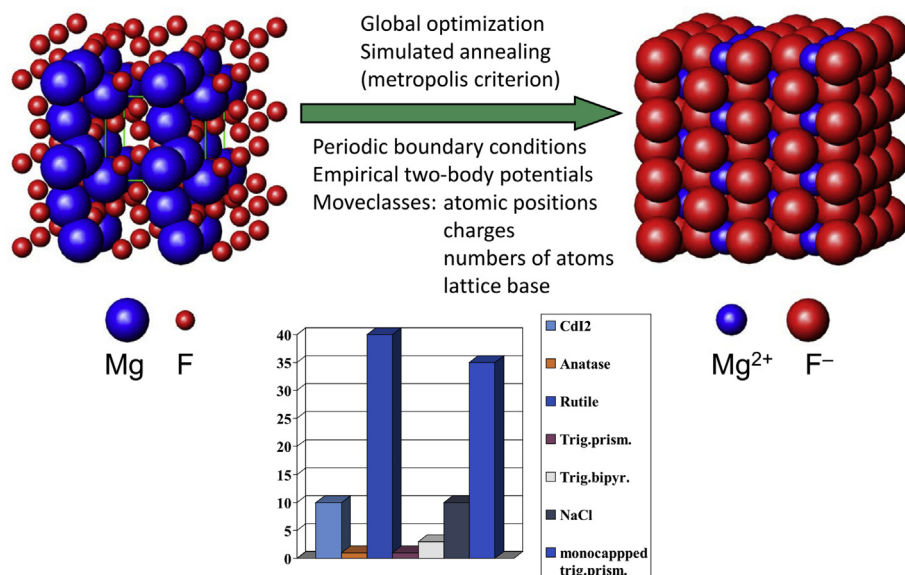 Global optimization
Simulated annealing
(metropolis criterion)
Periodic boundary conditions
Empirical two-body potentials
Moveclasses: atomic positions
charges
numbers of atoms
lattice base
Mg F
Mg²⁺ F⁻
40
35
30
25
20
15
10
5
0
CdI2
Anatase
Rutile
Trig.prism.
Trig.bipyr.
NaCl
monocappped
trig.prism.